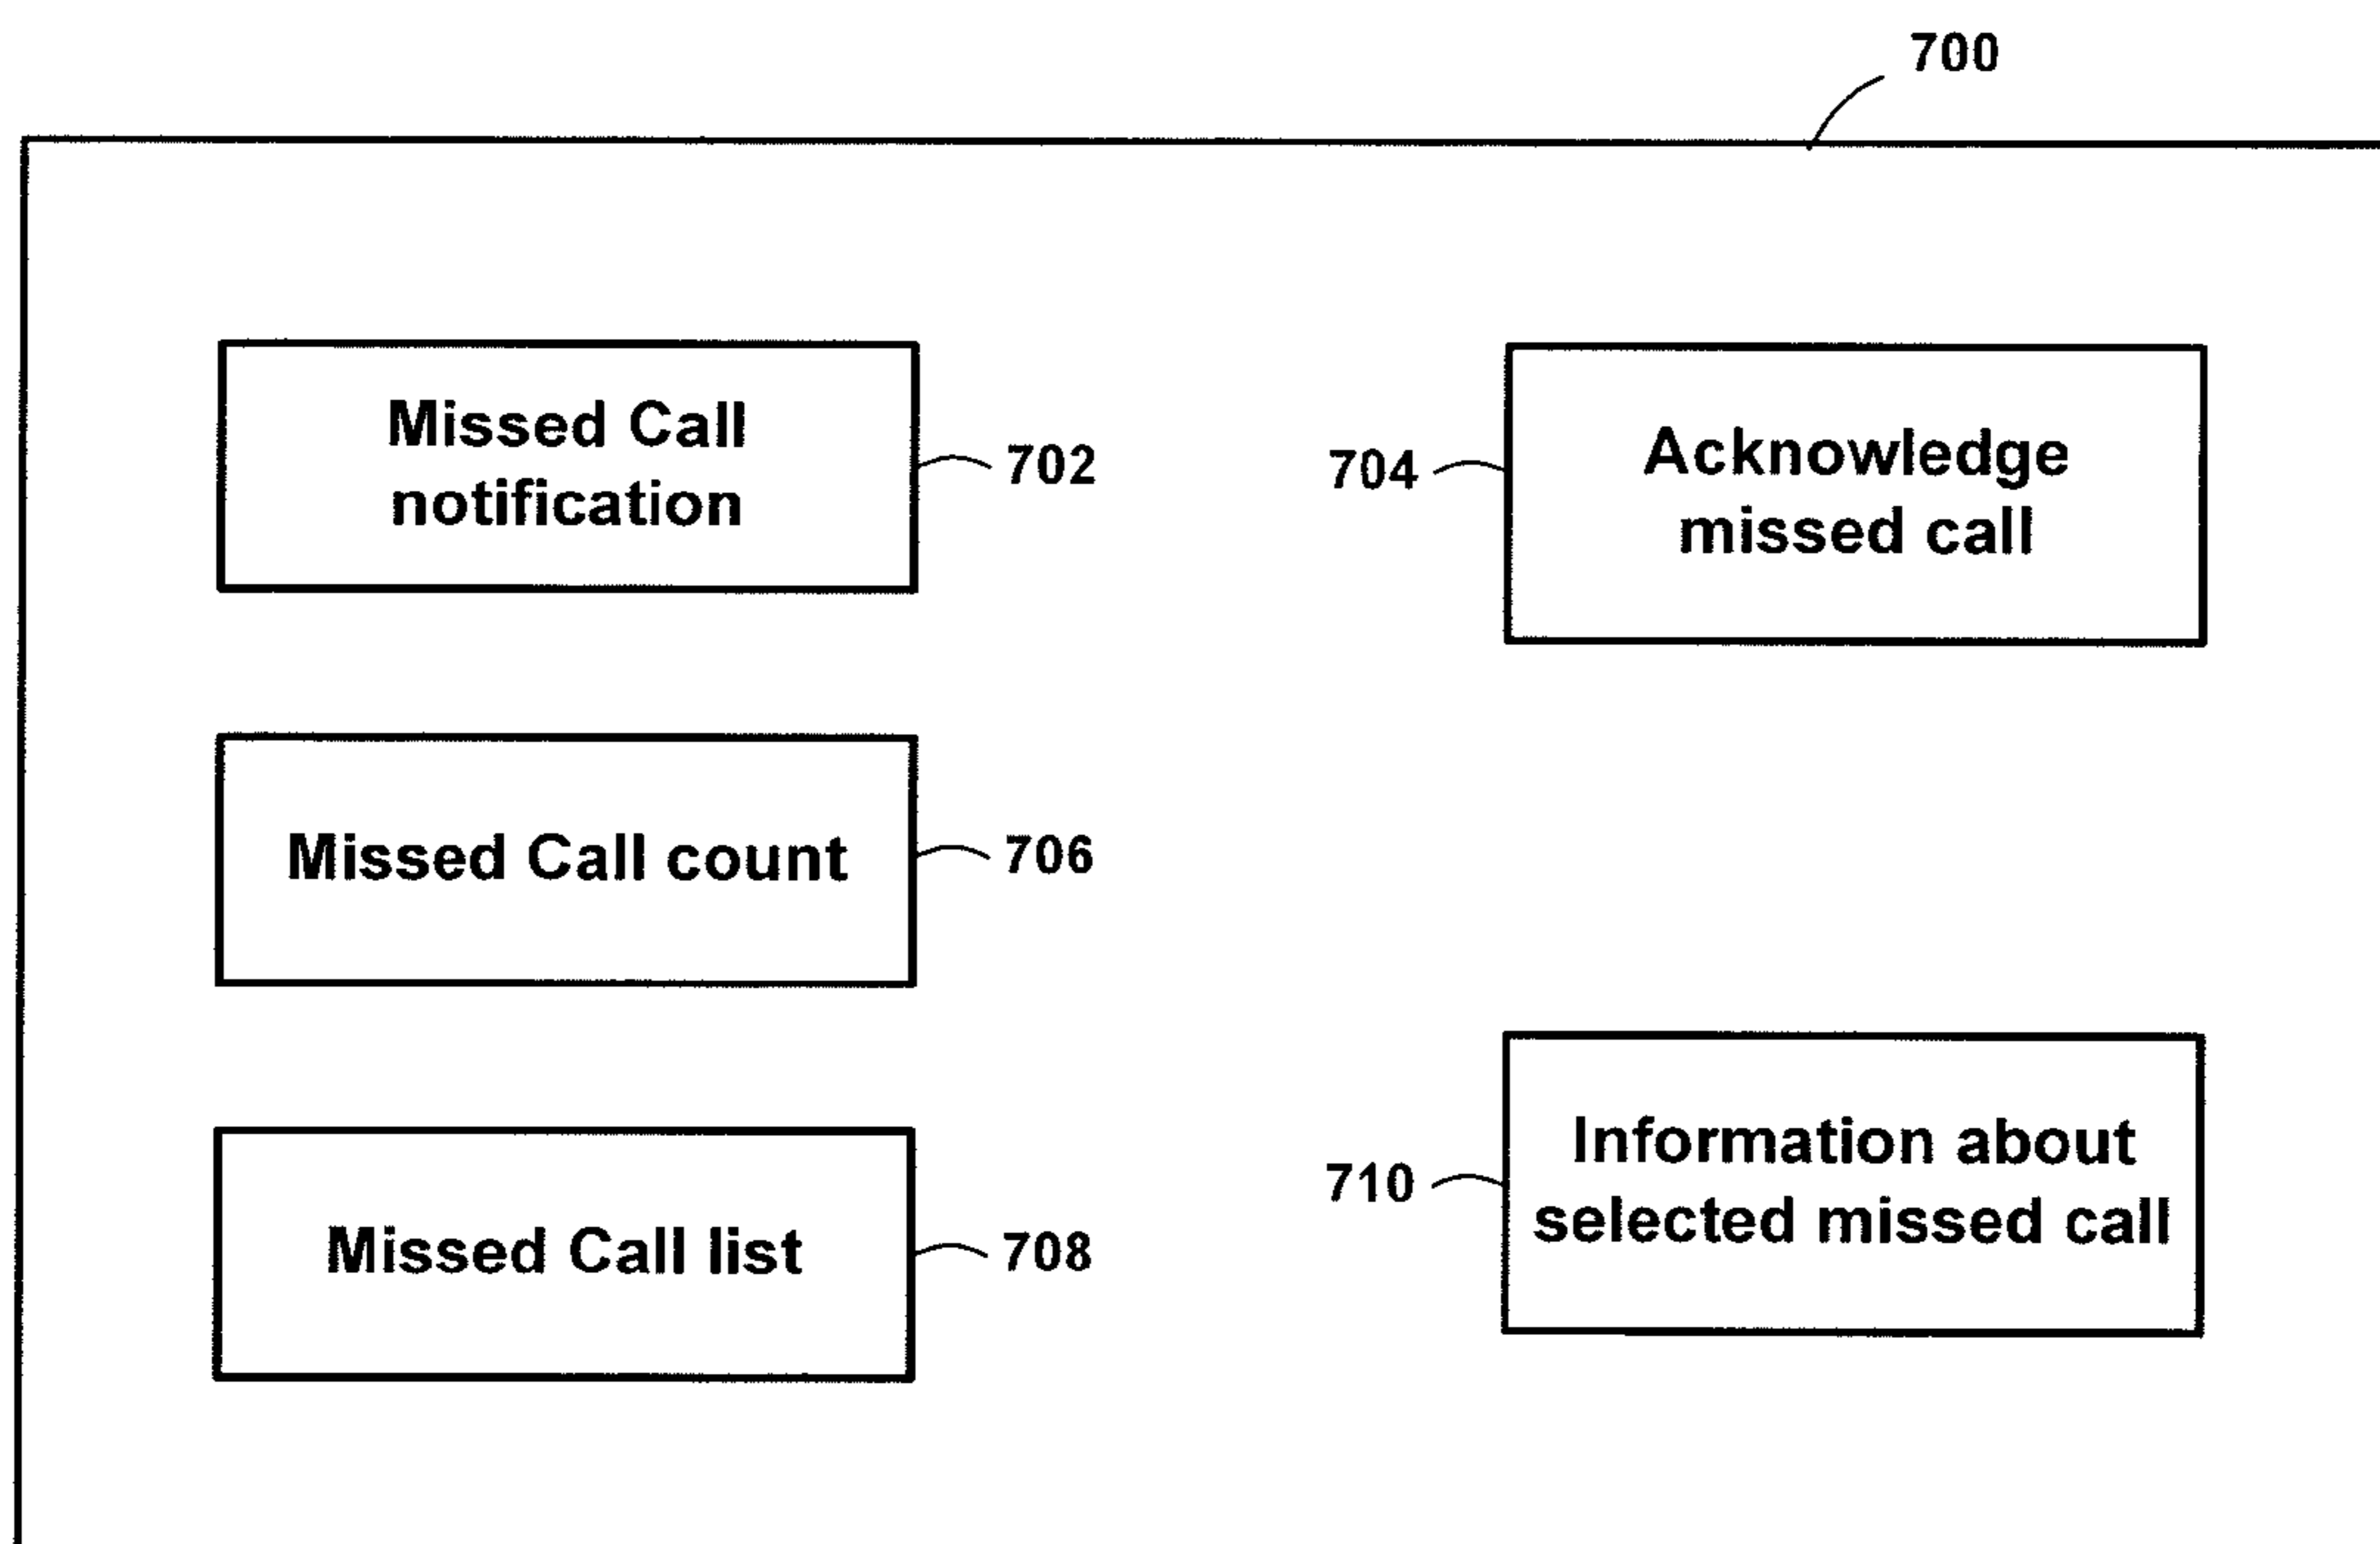 700
Missed Call
notification
702
704
Acknowledge
missed call
Missed Call count
706
Missed Call list
708
710
Information about
selected missed call